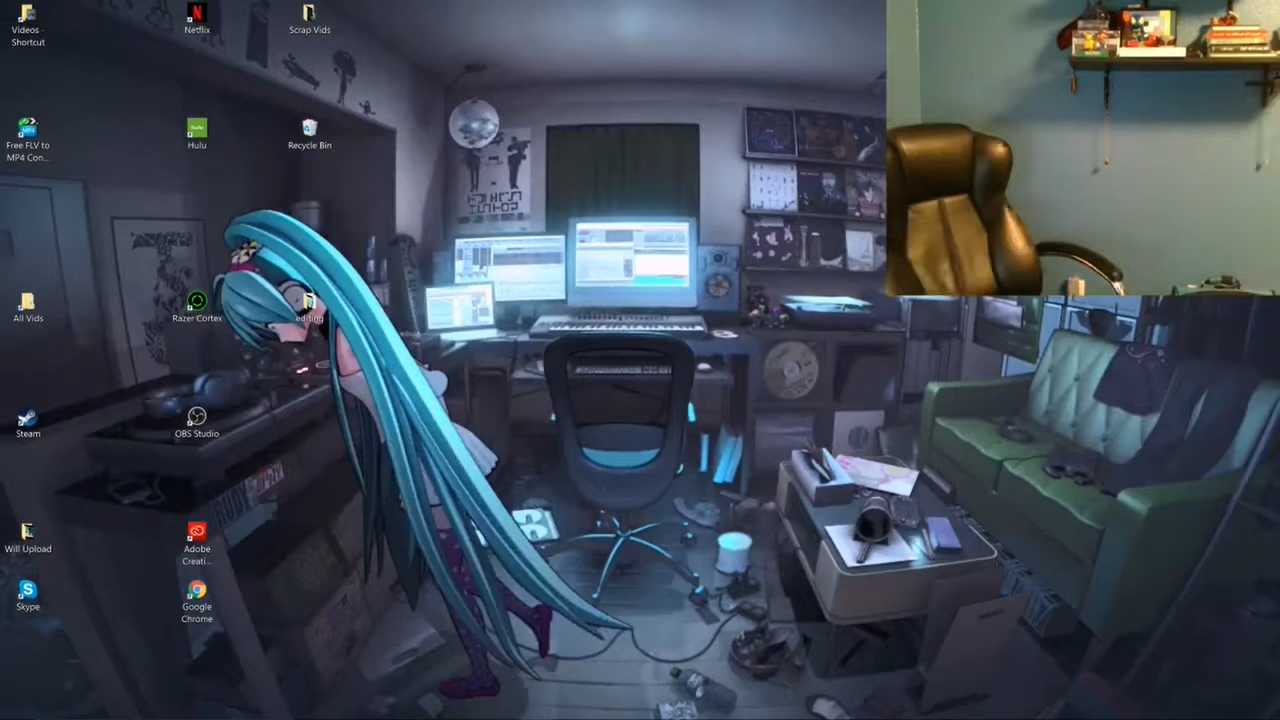 Videos -
Shortcut
Netflix
Scrap Vids
Free FLV to
MP4 Con...
Hulu
Recycle Bin
All Vids
Razer Cortex
editing
Steam
OBS Studio
Will Upload
Adobe
Creati...
Skype
Google
Chrome